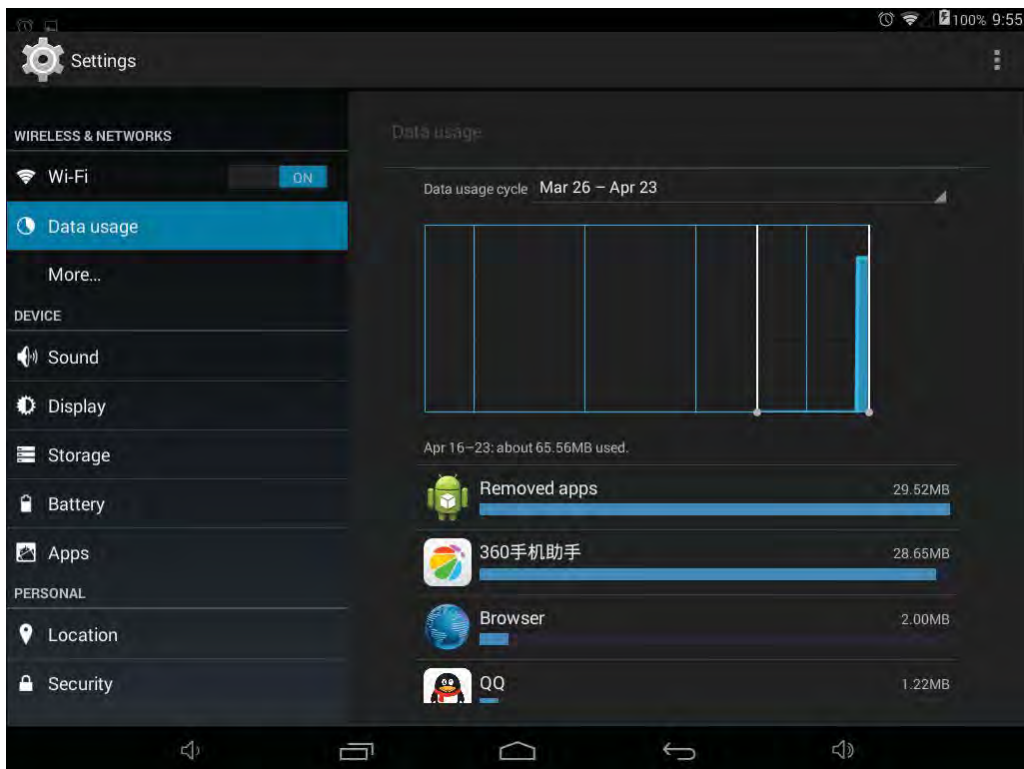 100% 9:55
Settings
WIRELESS & NETWORKS
Wi-Fi
ON
Data usage
More...
DEVICE
Sound
Display
Storage
Battery
Apps
PERSONAL
Location
Security
Data usage
Data usage cycle Mar 26 – Apr 23
Apr 16–23: about 65.56MB used.
Removed apps 29.52MB
360手机助手 28.65MB
Browser 2.00MB
QQ 1.22MB